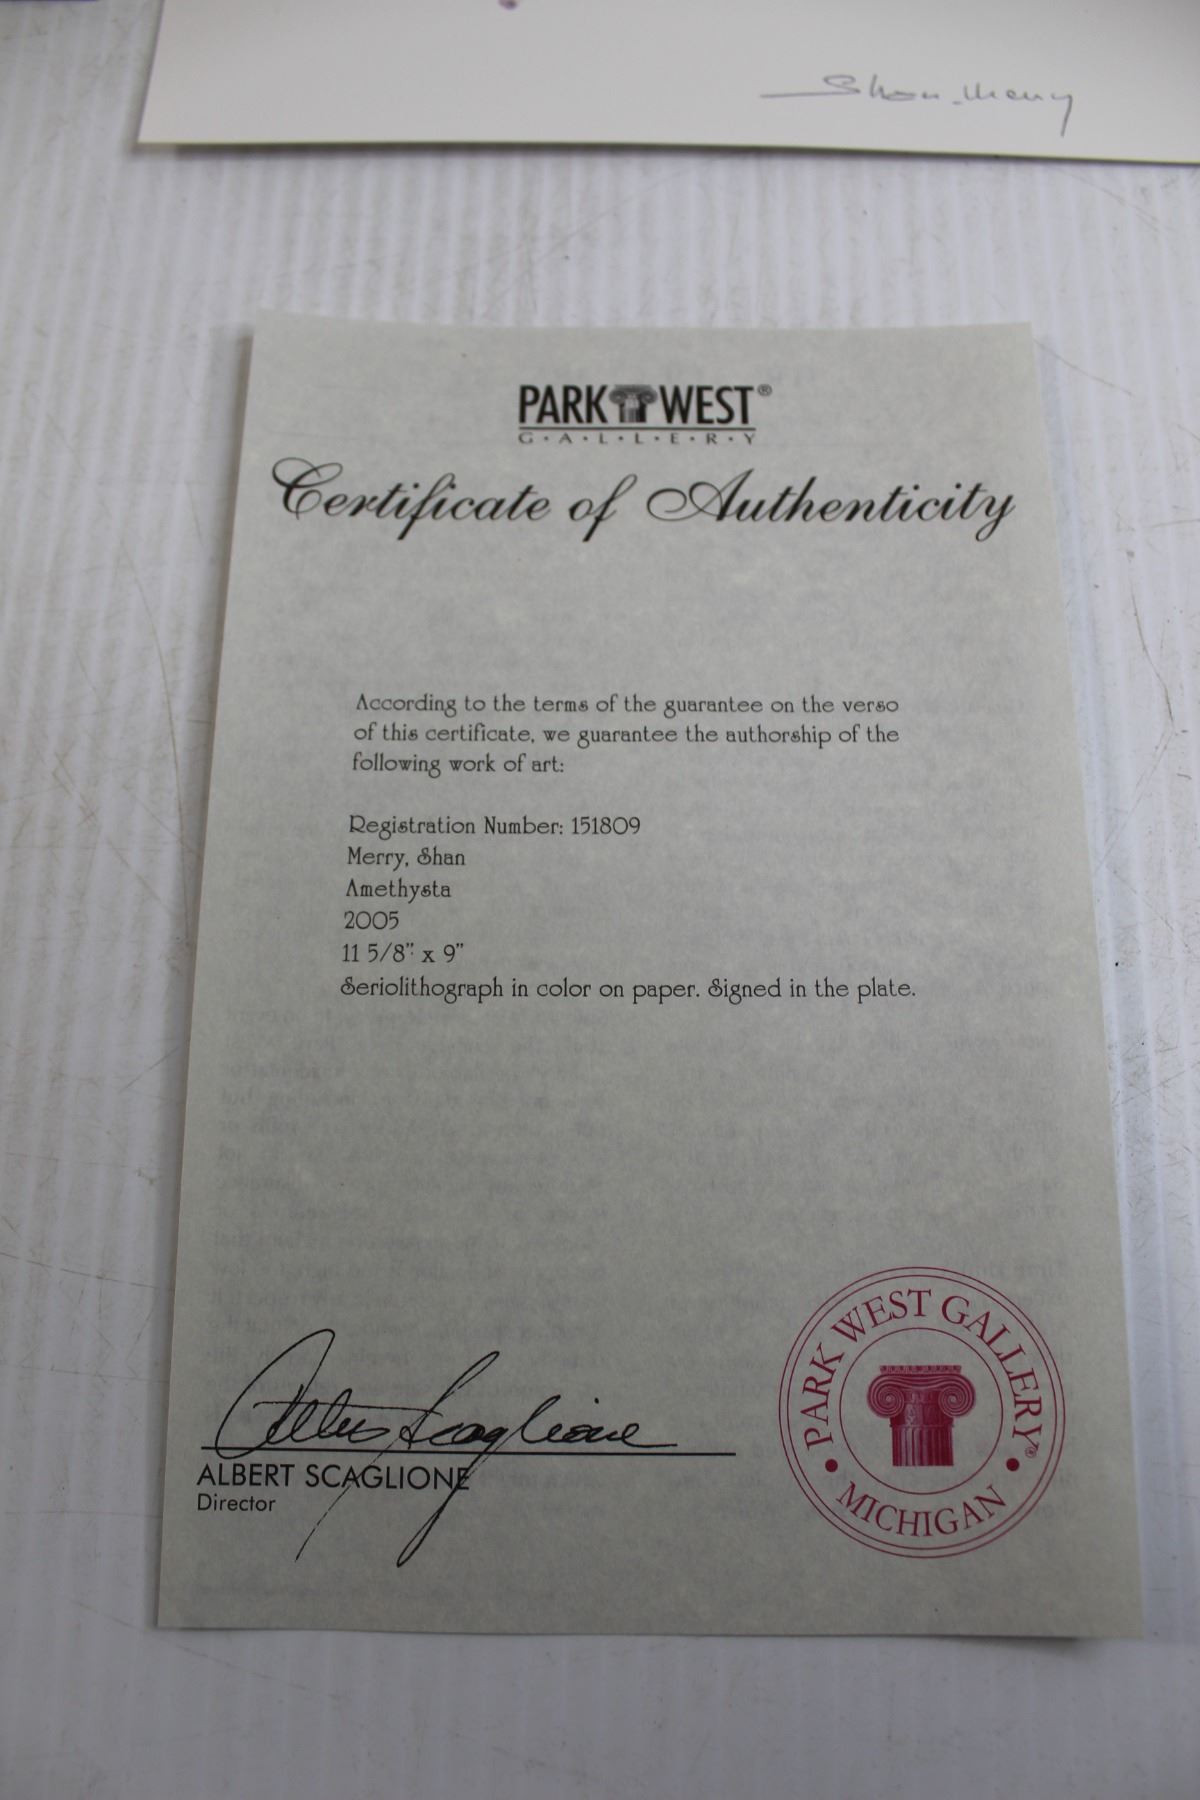 Shan Merry
PARK WEST®
G·A·L·L·E·R·Y
Certificate of Authenticity
According to the terms of the guarantee on the verso
of this certificate, we guarantee the authorship of the
following work of art:
Registration Number: 151809
Merry, Shan
Amethysta
2005
11 5/8" x 9"
Seriolithograph in color on paper. Signed in the plate.
Albert Scaglione
ALBERT SCAGLIONE
Director
PARK WEST GALLERY®
• MICHIGAN •